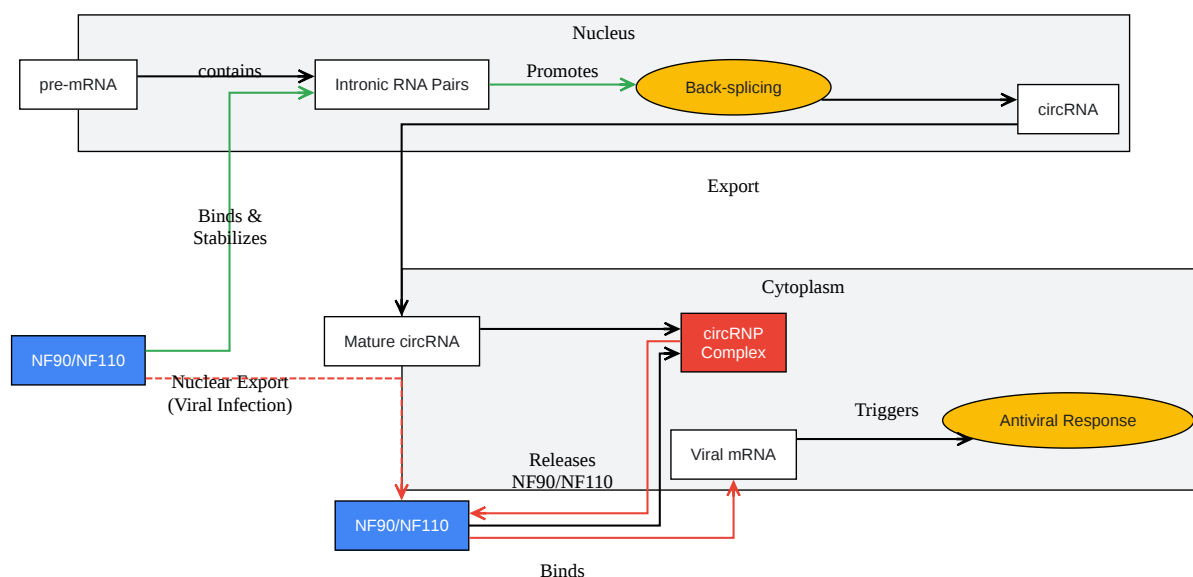 Nucleus
pre-mRNA
contains
Intronic RNA Pairs
Promotes
Back-splicing
circRNA
Export
Binds &
Stabilizes
Cytoplasm
NF90/NF110
Mature circRNA
circRNP
Complex
Nuclear Export
(Viral Infection)
Triggers
Antiviral Response
Releases
NF90/NF110
Viral mRNA
NF90/NF110
Binds